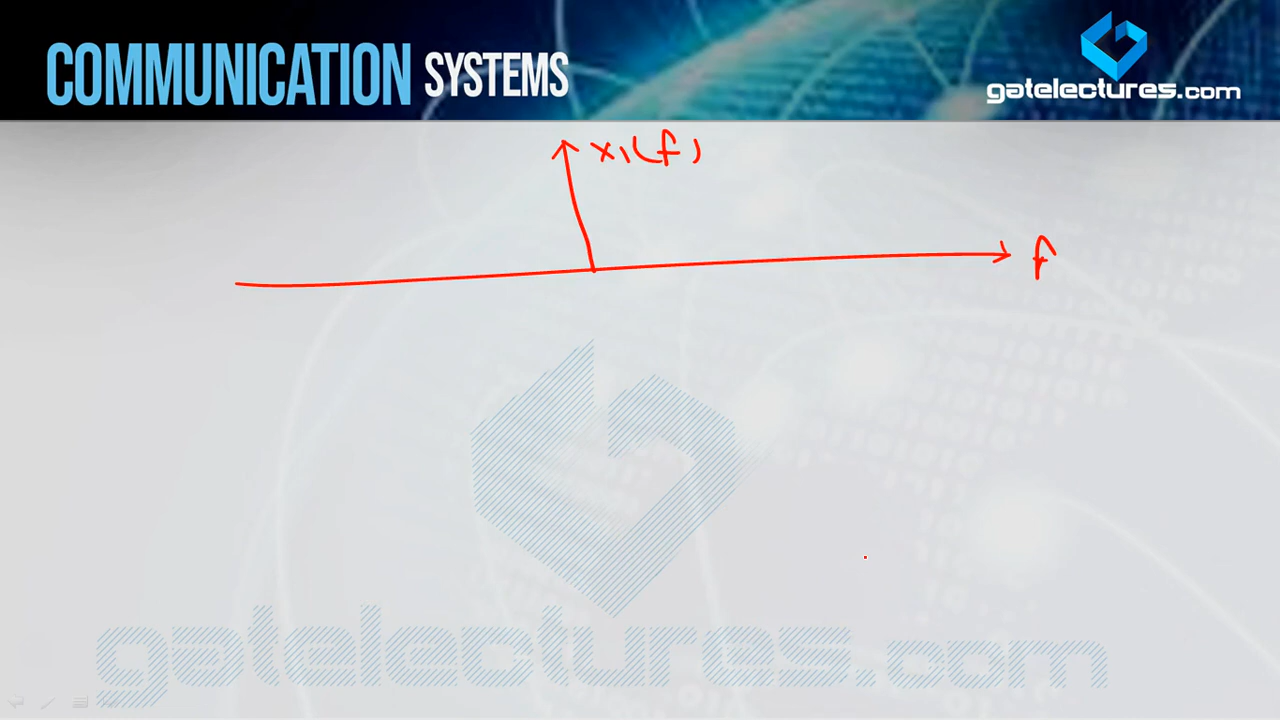 COMMUNICATION SYSTEMS
gatelectures.com
x₁(f)
f
gatelectures.com